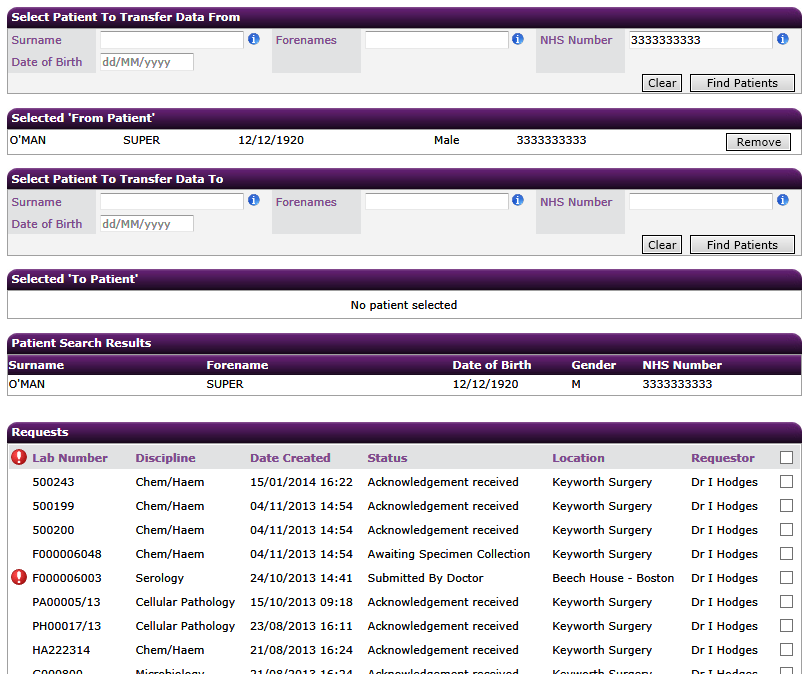 Select Patient To Transfer Data From
Surname Forenames NHS Number 3333333333
Date of Birth dd/MM/yyyy
Clear Find Patients
Selected 'From Patient'
O'MAN SUPER 12/12/1920 Male 3333333333 Remove
Select Patient To Transfer Data To
Surname Forenames NHS Number
Date of Birth dd/MM/yyyy
Clear Find Patients
Selected 'To Patient'
No patient selected
Patient Search Results
Surname Forename Date of Birth Gender NHS Number
O'MAN SUPER 12/12/1920 M 3333333333
Requests
Lab Number Discipline Date Created Status Location Requestor
500243 Chem/Haem 15/01/2014 16:22 Acknowledgement received Keyworth Surgery Dr I Hodges
500199 Chem/Haem 04/11/2013 14:54 Acknowledgement received Keyworth Surgery Dr I Hodges
500200 Chem/Haem 04/11/2013 14:54 Acknowledgement received Keyworth Surgery Dr I Hodges
F000006048 Chem/Haem 04/11/2013 14:54 Awaiting Specimen Collection Keyworth Surgery Dr I Hodges
F000006003 Serology 24/10/2013 14:41 Submitted By Doctor Beech House - Boston Dr I Hodges
PA00005/13 Cellular Pathology 15/10/2013 09:18 Acknowledgement received Keyworth Surgery Dr I Hodges
PH00017/13 Cellular Pathology 23/08/2013 16:11 Acknowledgement received Keyworth Surgery Dr I Hodges
HA222314 Chem/Haem 21/08/2013 16:24 Acknowledgement received Keyworth Surgery Dr I Hodges
Microbiology 21/08/2013 16:24 Acknowledgement received Keyworth Surgery Dr I Hodges